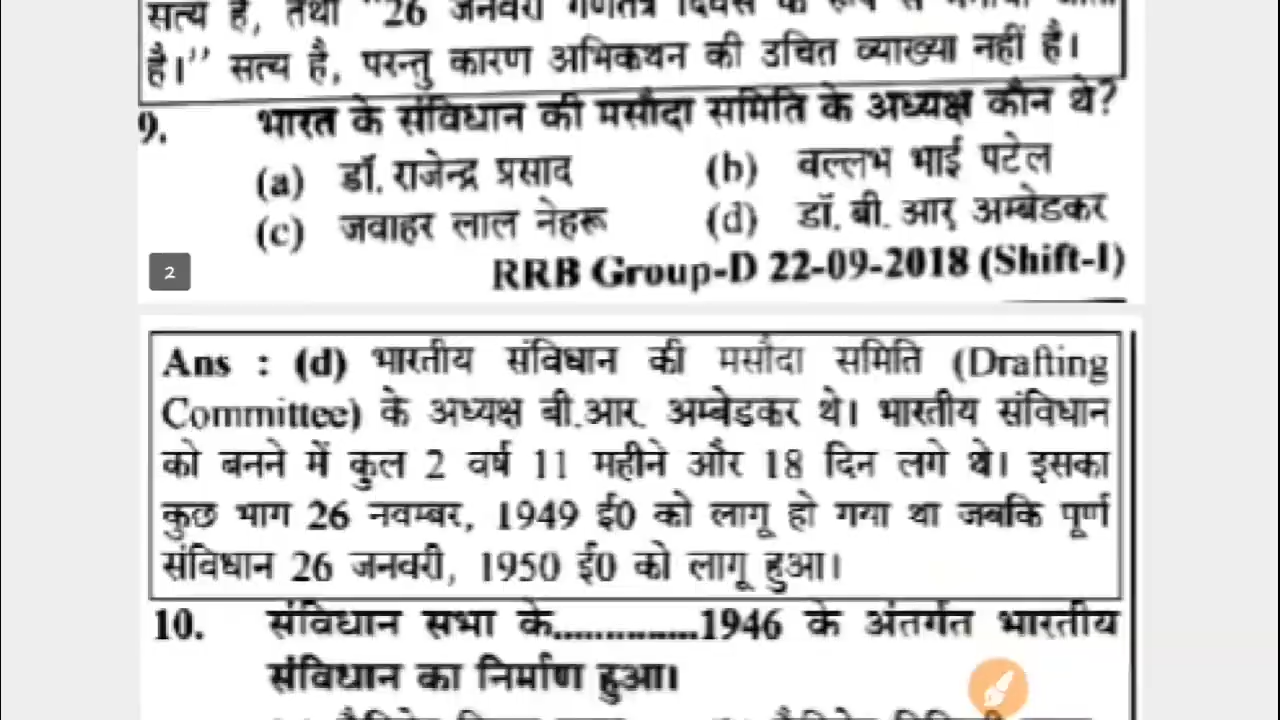 सत्य है, तथा "26 जनवरी गणतंत्र दिवस के रूप
है।" सत्य है, परन्तु कारण अभिकथन की उचित व्याख्या नहीं है।
9. भारत के संविधान की मसौदा समिति के अध्यक्ष कौन थे?
(a) डॉ. राजेन्द्र प्रसाद (b) वल्लभ भाई पटेल
(c) जवाहर लाल नेहरू (d) डॉ. बी. आर अम्बेडकर
2 RRB Group-D 22-09-2018 (Shift-I)
Ans : (d) भारतीय संविधान की मसौदा समिति (Drafting
Committee) के अध्यक्ष बी.आर. अम्बेडकर थे। भारतीय संविधान
को बनने में कुल 2 वर्ष 11 महीने और 18 दिन लगे थे। इसका
कुछ भाग 26 नवम्बर, 1949 ई0 को लागू हो गया था जबकि पूर्ण
संविधान 26 जनवरी, 1950 ई0 को लागू हुआ।
10. संविधान सभा के...............1946 के अंतर्गत भारतीय
संविधान का निर्माण हुआ।